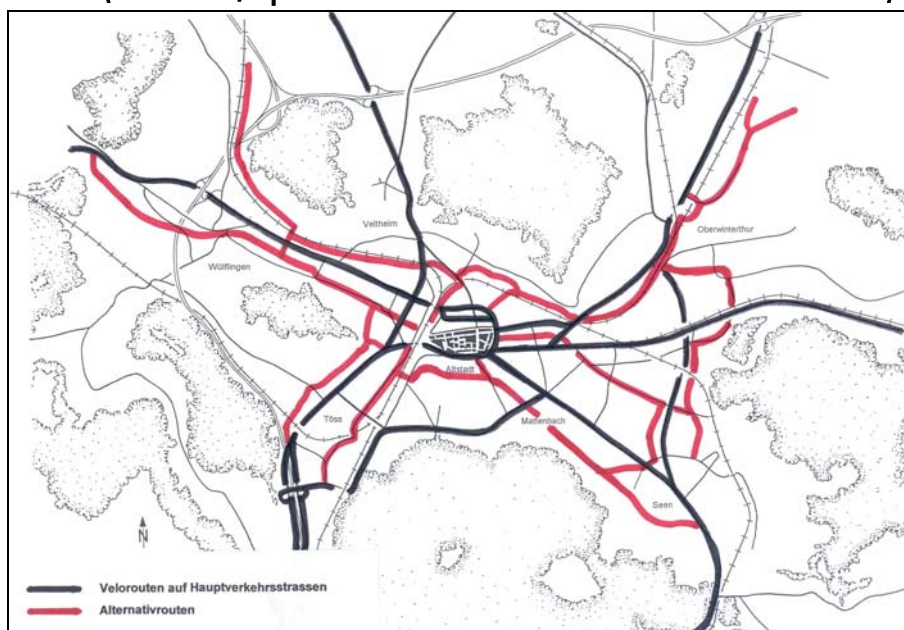 Veltheim
Oberwinterthur
Wülflingen
Altstadt
Töss
Mattenbach
Seen
N
Velorouten auf Hauptverkehrsstrassen
Alternativrouten